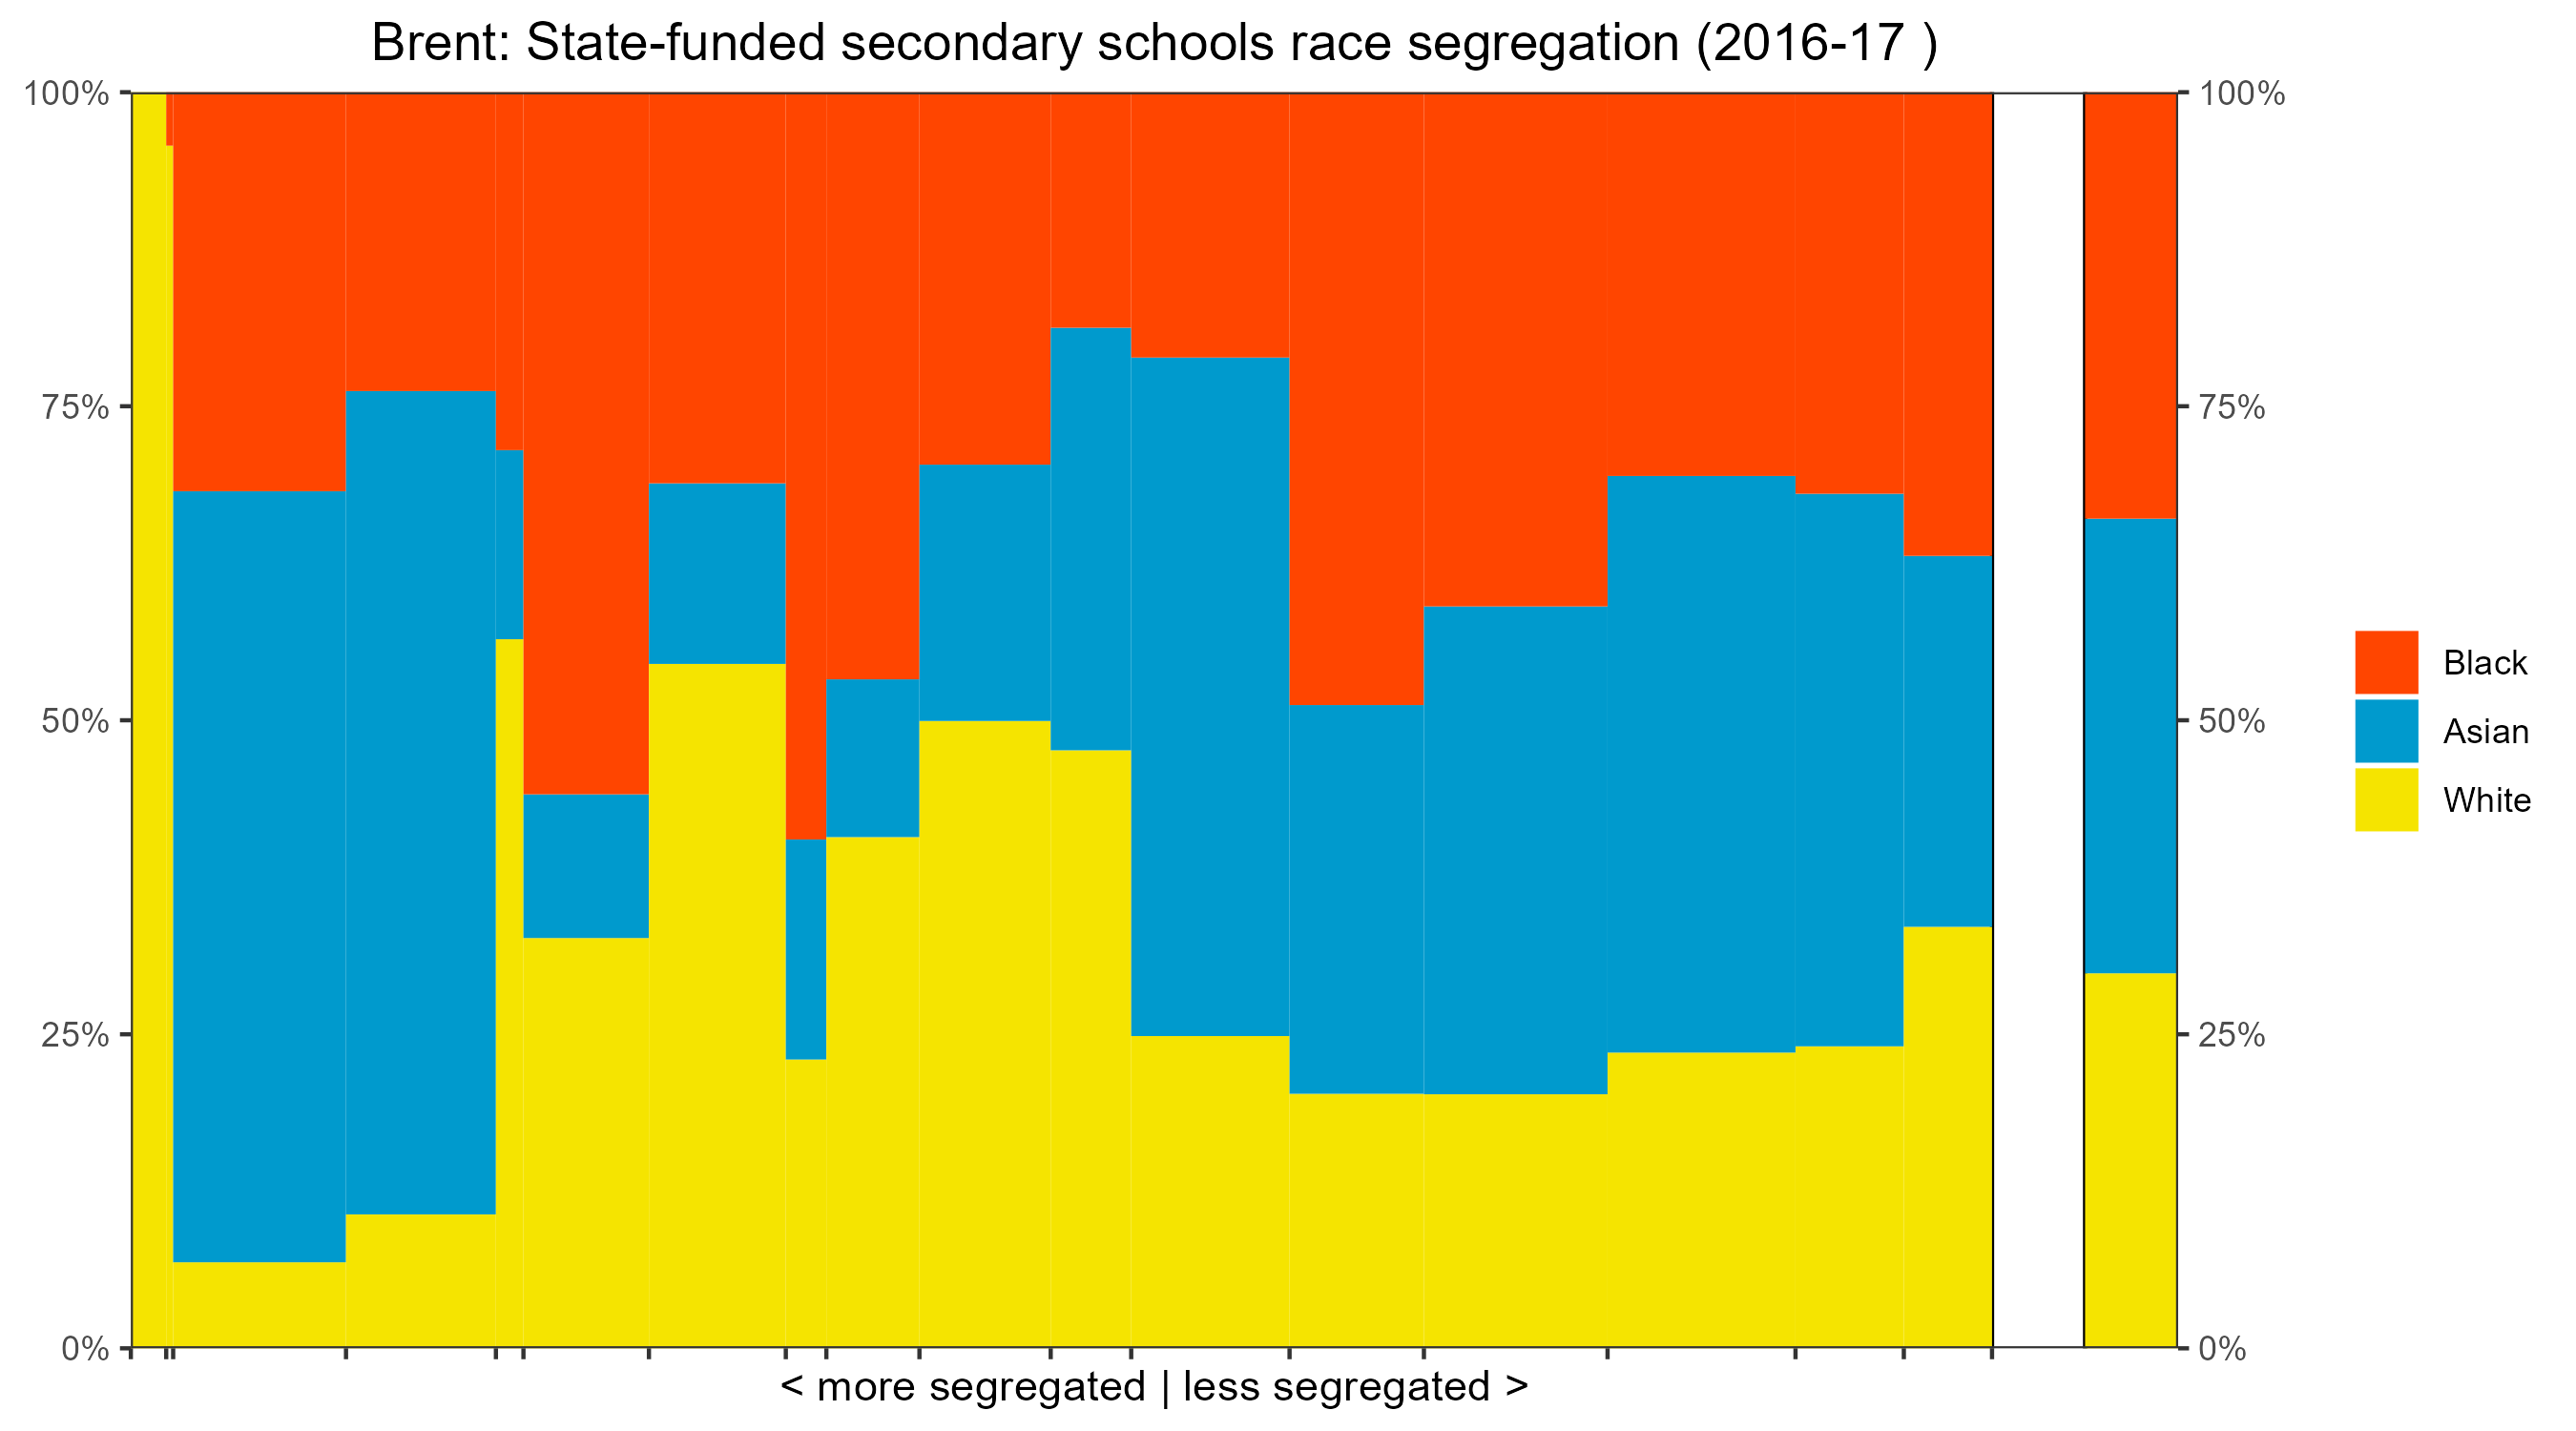 Brent: State-funded secondary schools race segregation (2016-17 )
100%
75%
50%
25%
0%
100%
75%
50%
25%
0%
Black
Asian
White
< more segregated | less segregated >